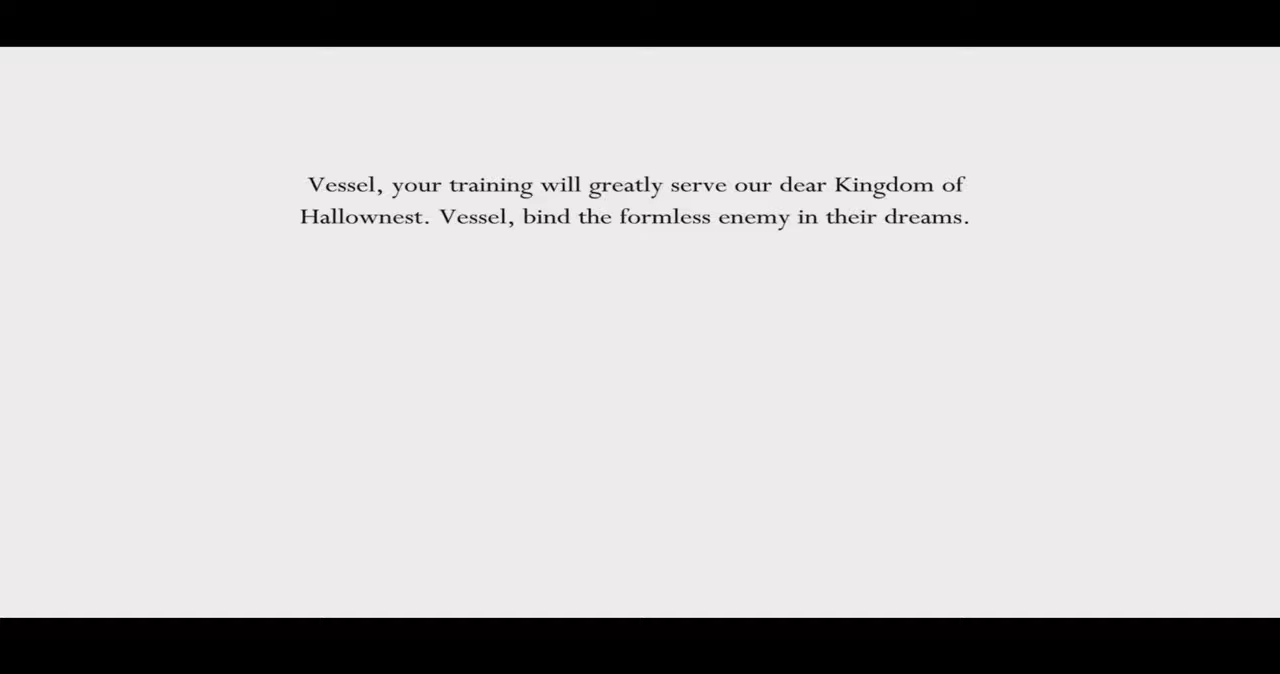 Vessel, your training will greatly serve our dear Kingdom of
Hallownest. Vessel, bind the formless enemy in their dreams.